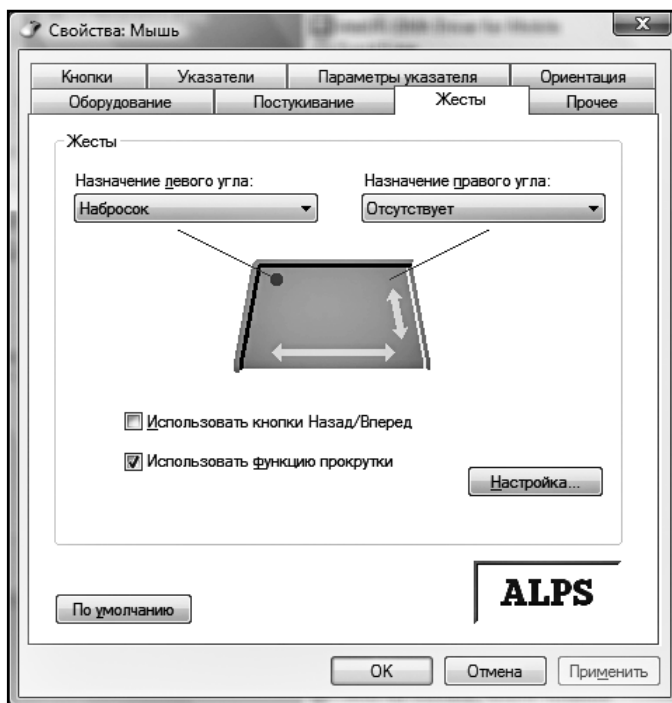 Свойства: Мышь
Кнопки Указатели Параметры указателя Ориентация
Оборудование Постукивание Жесты Прочее
Жесты
Назначение левого угла: Назначение правого угла:
Набросок Отсутствует
Использовать кнопки Назад/Вперед
Использовать функцию прокрутки
Настройка...
ALPS
По умолчанию
OK Отмена Применить